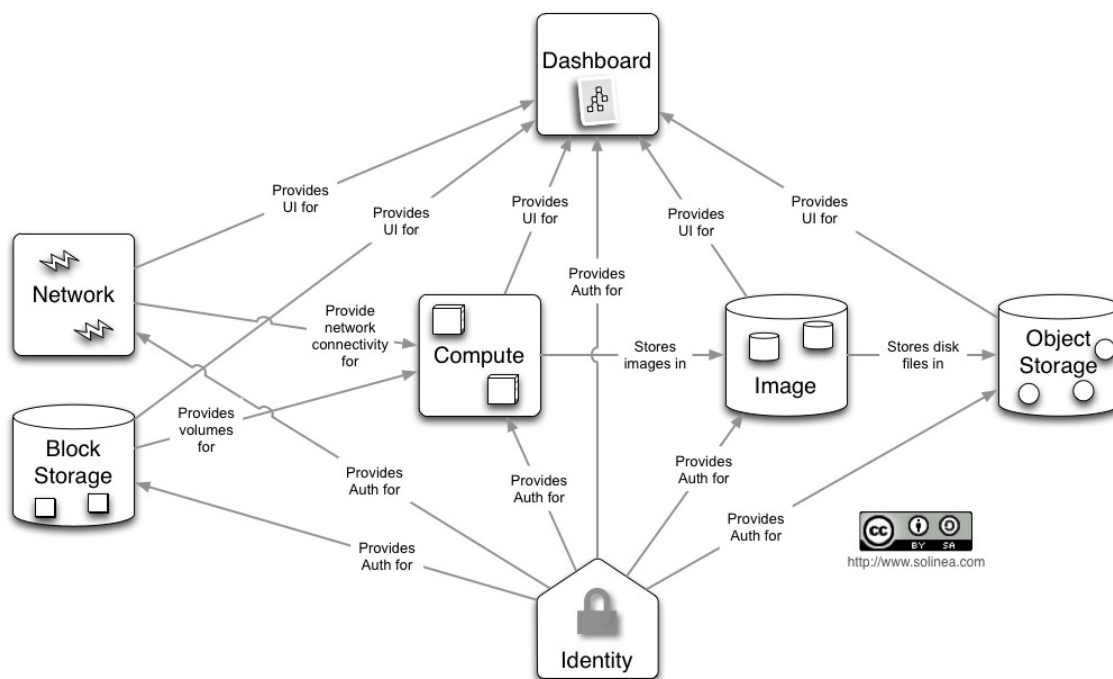 Dashboard
Provides
UI for
Provides
UI for
Provides
UI for
Provides
UI for
Provides
UI for
Provides
Auth for
Network
Provide
network
connectivity
for
Compute
Stores
images in
Image
Stores disk
files in
Object
Storage
Block
Storage
Provides
volumes
for
Provides
Auth for
Provides
Auth for
Provides
Auth for
Provides
Auth for
Provides
Auth for
cc
BY SA
http://www.solinea.com
Identity